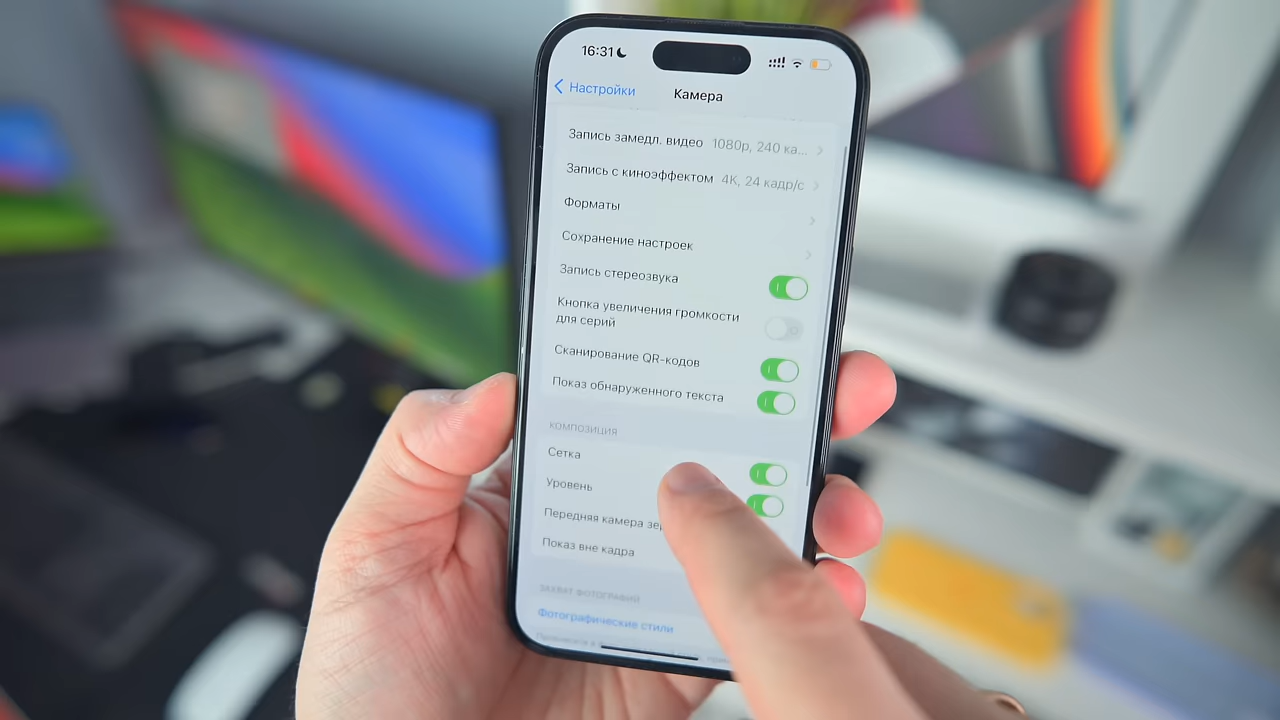 16:31
Настройки
Камера
Запись замедл. видео 1080p, 240 ка...
Запись с киноэффектом 4K, 24 кадр/с
Форматы
Сохранение настроек
Запись стереозвука
Кнопка увеличения громкости
для серий
Сканирование QR-кодов
Показ обнаруженного текста
КОМПОЗИЦИЯ
Сетка
Уровень
Передняя камера зе
Показ вне кадра
ЗАХВАТ ФОТОГРАФИЙ
Фотографические стили